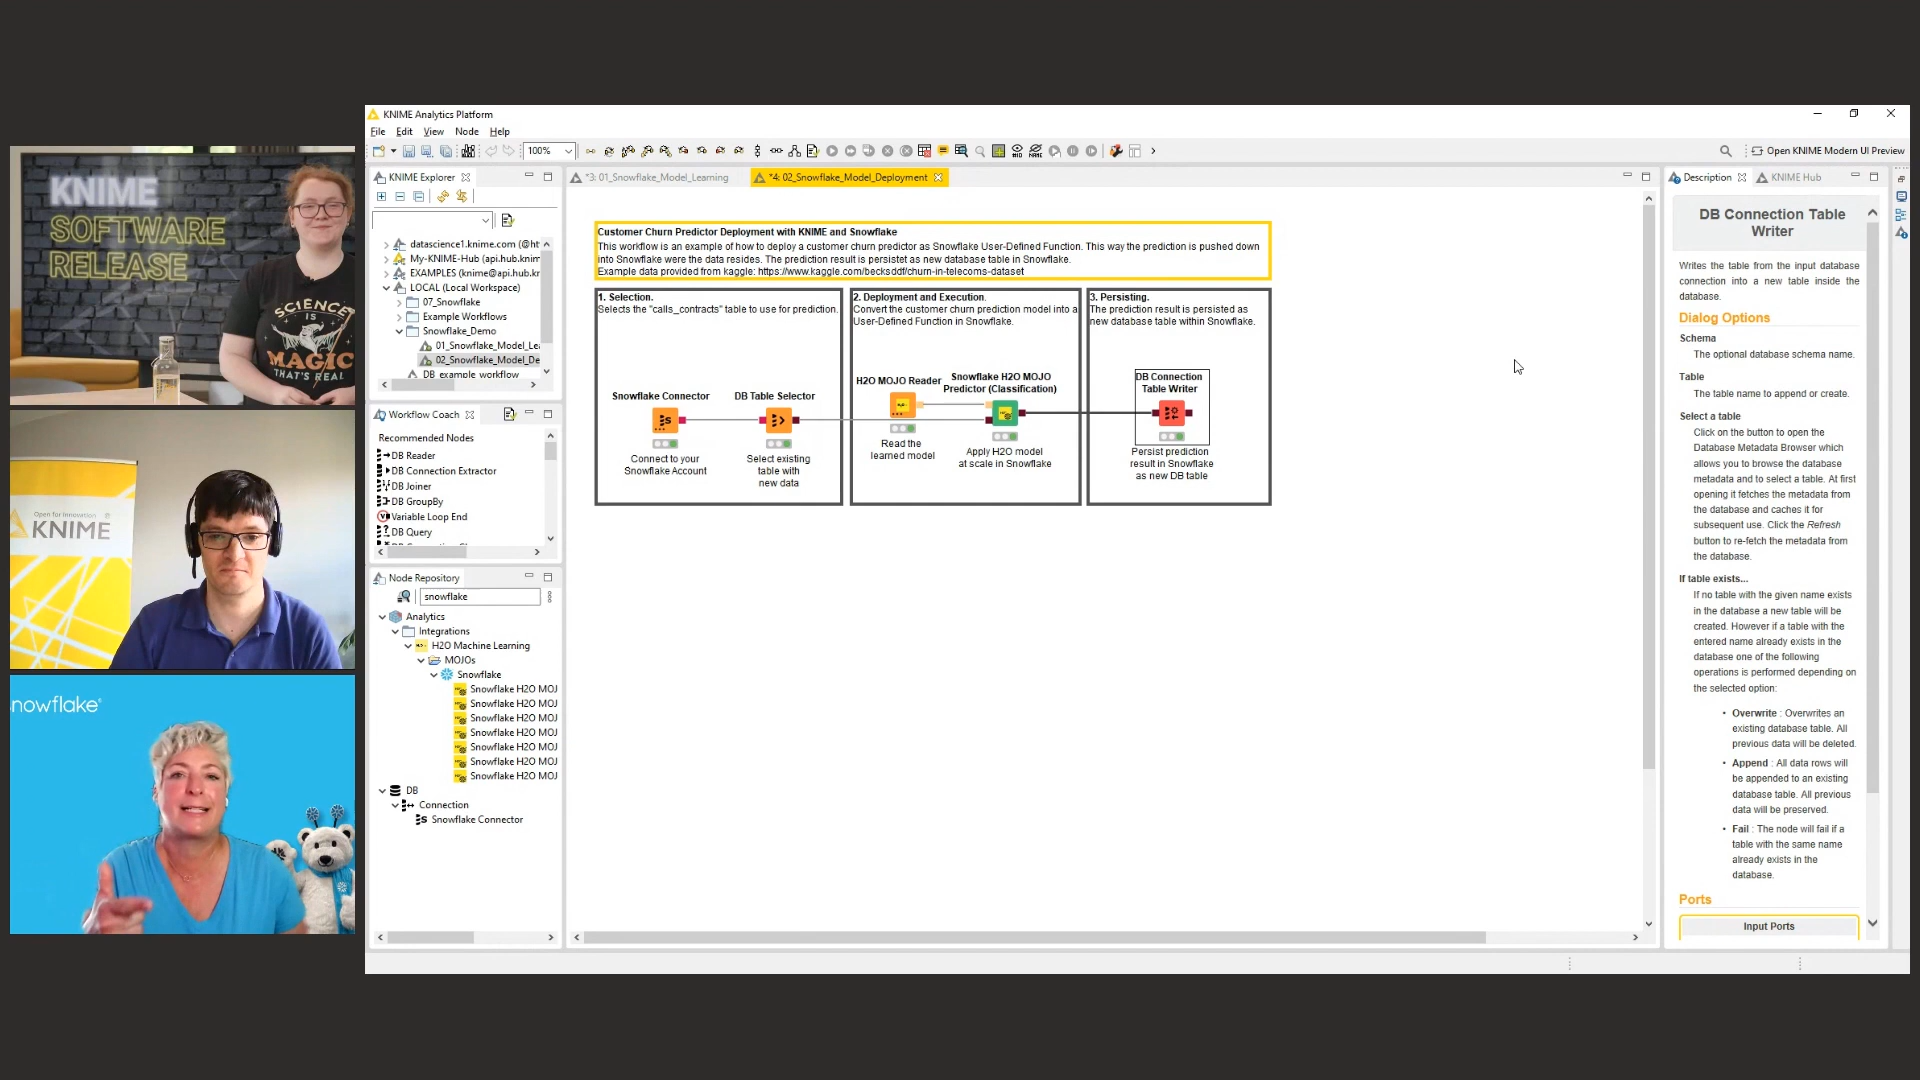 KNIME
SOFTWARE
RELEASE
SCIENCE
IS
MAGIC
THAT'S REAL
Open for Innovation
KNIME
snowflake
KNIME Analytics Platform
File Edit View Node Help
100%
Open KNIME Modern UI Preview
KNIME Explorer
datascience1.knime.com (@ht
My-KNIME-Hub (api.hub.knim
EXAMPLES (knime@api.hub.kr
LOCAL (Local Workspace)
07_Snowflake
Example Workflows
Snowflake_Demo
01_Snowflake_Model_Lea
02_Snowflake_Model_De
DB example workflow
Workflow Coach
Recommended Nodes
DB Reader
DB Connection Extractor
DB Joiner
DB GroupBy
Variable Loop End
DB Query
Node Repository
snowflake
Analytics
Integrations
H2O Machine Learning
MOJOs
Snowflake
Snowflake H2O MOJ
Snowflake H2O MOJ
Snowflake H2O MOJ
Snowflake H2O MOJ
Snowflake H2O MOJ
Snowflake H2O MOJ
Snowflake H2O MOJ
DB
Connection
Snowflake Connector
*3: 01_Snowflake_Model_Learning
*4: 02_Snowflake_Model_Deployment
Customer Churn Predictor Deployment with KNIME and Snowflake
This workflow is an example of how to deploy a customer churn predictor as Snowflake User-Defined Function. This way the prediction is pushed down
into Snowflake were the data resides. The prediction result is persistet as new database table in Snowflake.
Example data provided from kaggle: https://www.kaggle.com/becksddf/churn-in-telecoms-dataset
1. Selection.
Selects the "calls_contracts" table to use for prediction.
Snowflake Connector
Connect to your
Snowflake Account
DB Table Selector
Select existing
table with
new data
2. Deployment and Execution.
Convert the customer churn prediction model into a
User-Defined Function in Snowflake.
H2O MOJO Reader
Read the
learned model
Snowflake H2O MOJO
Predictor (Classification)
Apply H2O model
at scale in Snowflake
3. Persisting.
The prediction result is persisted as
new database table within Snowflake.
DB Connection
Table Writer
Persist prediction
result in Snowflake
as new DB table
Description
KNIME Hub
DB Connection Table
Writer
Writes the table from the input database
connection into a new table inside the
database.
Dialog Options
Schema
The optional database schema name.
Table
The table name to append or create.
Select a table
Click on the button to open the
Database Metadata Browser which
allows you to browse the database
metadata and to select a table. At first
opening it fetches the metadata from
the database and caches it for
subsequent use. Click the Refresh
button to re-fetch the metadata from
the database.
If table exists...
If no table with the given name exists
in the database a new table will be
created. However if a table with the
entered name already exists in the
database one of the following
operations is performed depending on
the selected option:
• Overwrite : Overwrites an
existing database table. All
previous data will be deleted.
• Append : All data rows will
be appended to an existing
database table. All previous
data will be preserved.
• Fail : The node will fail if a
table with the same name
already exists in the
database.
Ports
Input Ports